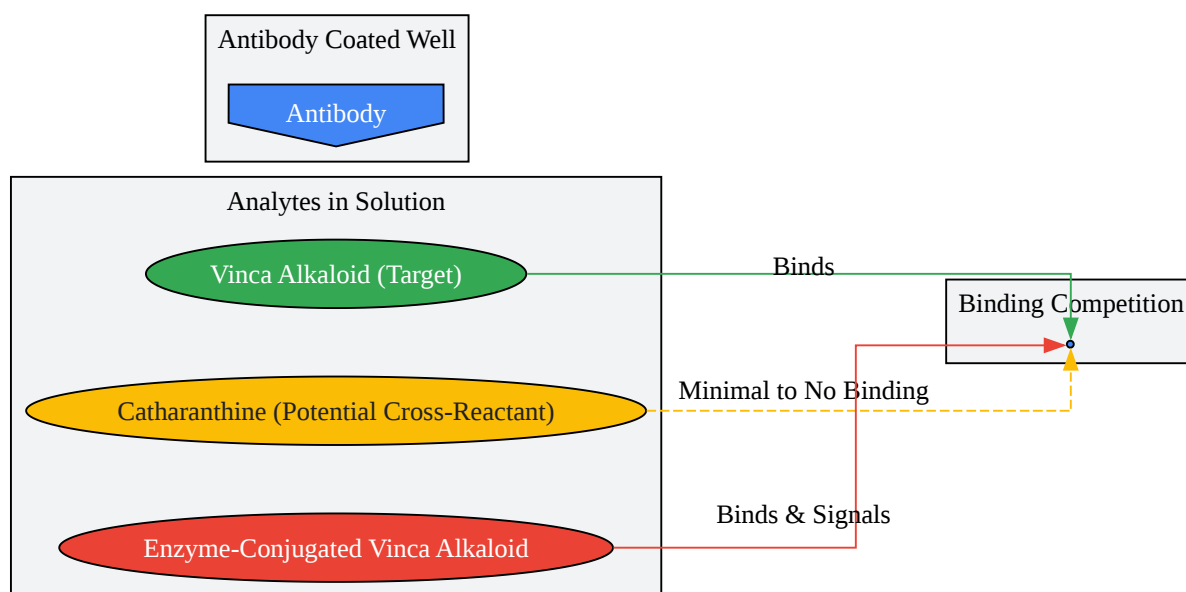 Antibody Coated Well
Antibody
Analytes in Solution
Vinca Alkaloid (Target)
Binds
Binding Competition
Minimal to No Binding
Catharanthine (Potential Cross-Reactant)
Binds & Signals
Enzyme-Conjugated Vinca Alkaloid